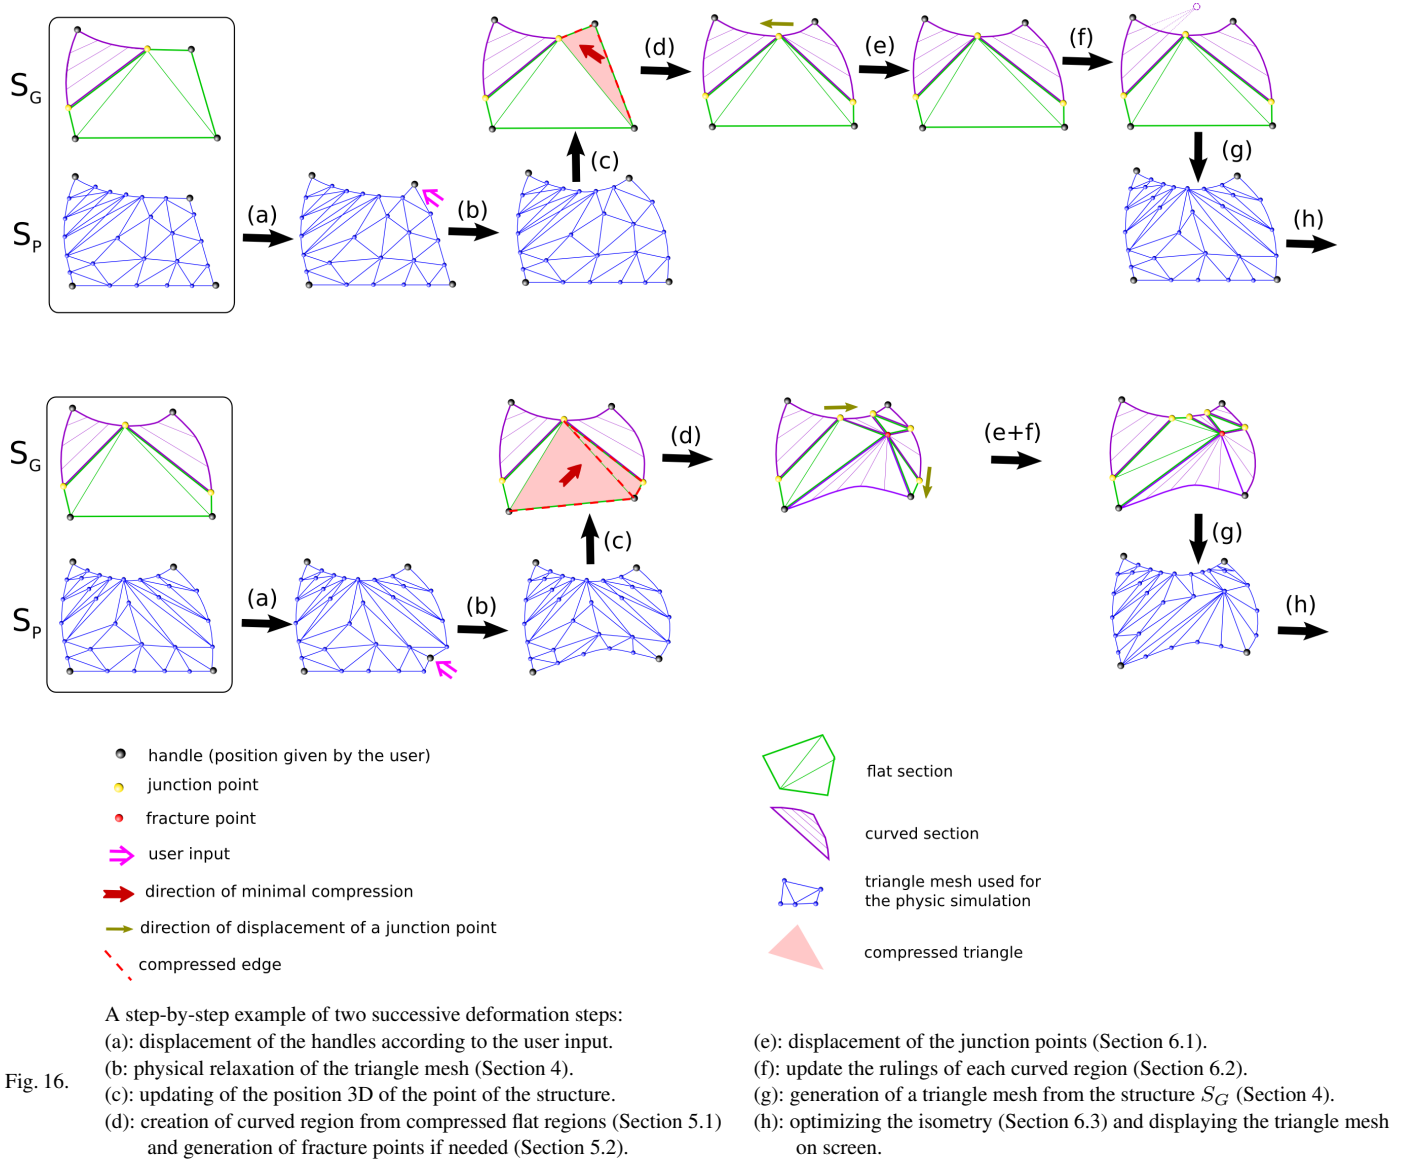 S_G
(d)
(e)
(f)
(c)
(g)
S_P
(a)
(b)
(h)
S_G
(d)
(e+f)
(c)
(g)
S_P
(a)
(b)
(h)
handle (position given by the user)
junction point
fracture point
user input
direction of minimal compression
direction of displacement of a junction point
compressed edge
flat section
curved section
triangle mesh used for
the physic simulation
compressed triangle
Fig. 16.
A step-by-step example of two successive deformation steps:
(a): displacement of the handles according to the user input.
(b: physical relaxation of the triangle mesh (Section 4).
(c): updating of the position 3D of the point of the structure.
(d): creation of curved region from compressed flat regions (Section 5.1)
and generation of fracture points if needed (Section 5.2).
(e): displacement of the junction points (Section 6.1).
(f): update the rulings of each curved region (Section 6.2).
(g): generation of a triangle mesh from the structure S_G (Section 4).
(h): optimizing the isometry (Section 6.3) and displaying the triangle mesh
on screen.